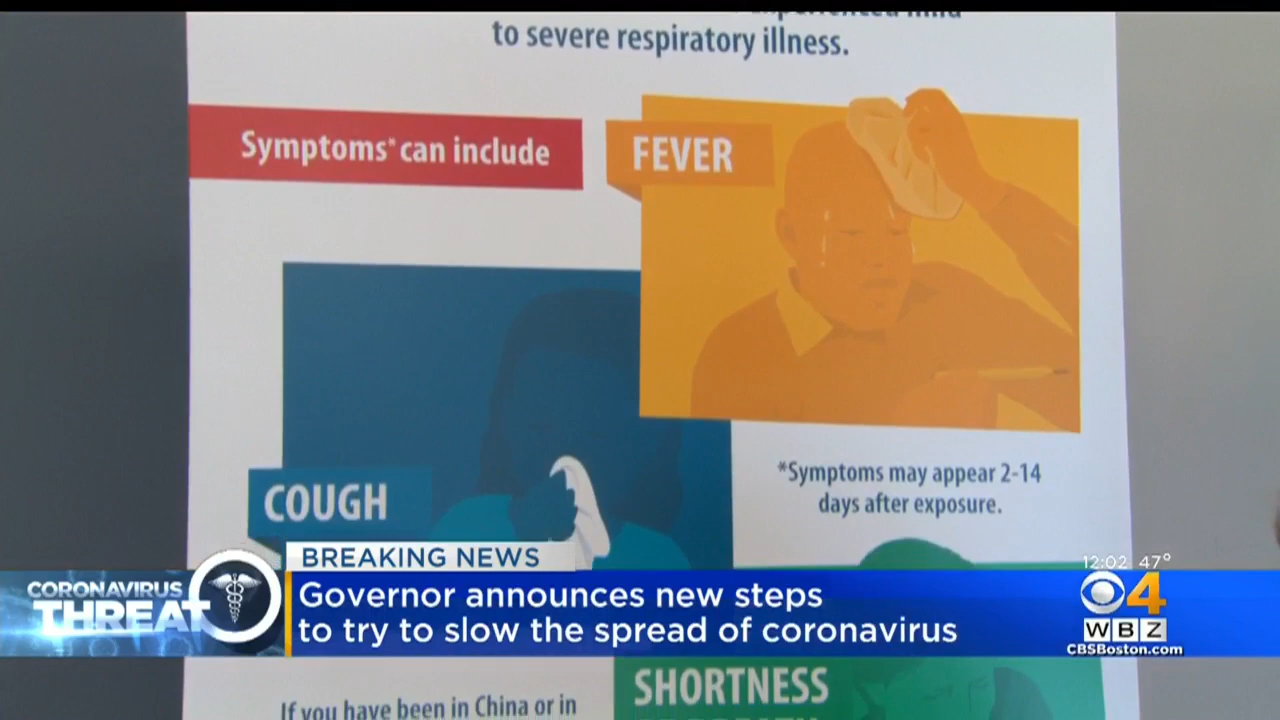 to severe respiratory illness.
Symptoms* can include
FEVER
*Symptoms may appear 2-14
days after exposure.
COUGH
BREAKING NEWS
CORONAVIRUS
THREAT
Governor announces new steps
to try to slow the spread of coronavirus
12:02 47°
4
WBZ
CBSBoston.com
SHORTNESS
If you have been in China or in